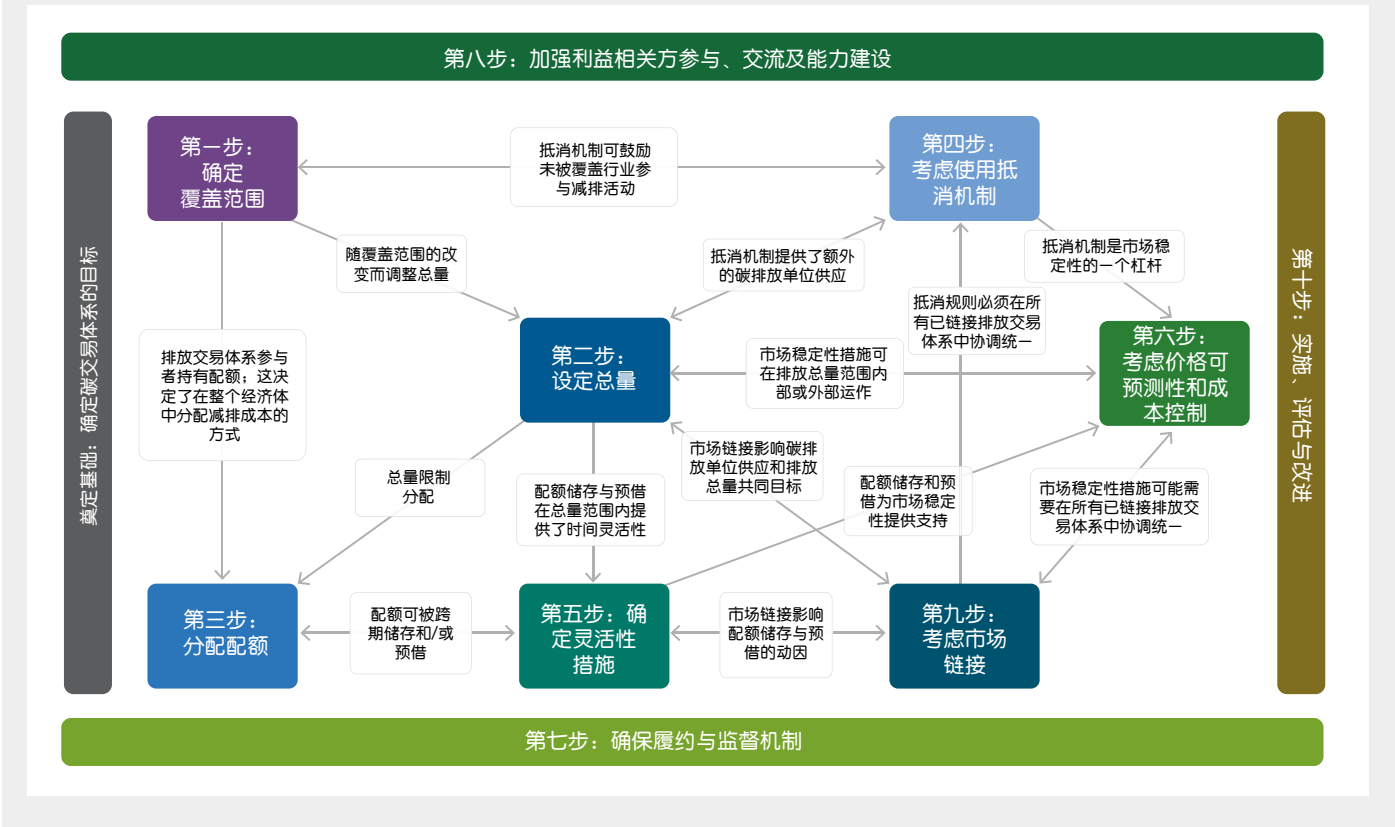 第八步：加强利益相关方参与、交流及能力建设
奠定基础：确定碳交易体系的目标
第一步：
确定
覆盖范围
抵消机制可鼓励
未被覆盖行业参
与减排活动
第四步：
考虑使用抵
消机制
随覆盖范围的改
变而调整总量
抵消机制提供了额外
的碳排放单位供应
抵消机制是市场稳
定性的一个杠杆
抵消规则必须在所
有已链接排放交易
体系中协调统一
排放交易体系参与
者持有配额；这决
定了在整个经济体
中分配减排成本的
方式
第二步：
设定总量
市场稳定性措施可
在排放总量范围内
部或外部运作
第六步：
考虑价格可
预测性和成
本控制
总量限制
分配
配额储存与预借
在总量范围内提
供了时间灵活性
市场链接影响碳排
放单位供应和排放
总量共同目标
配额储存和预
借为市场稳定
性提供支持
市场稳定性措施可能需
要在所有已链接排放交
易体系中协调统一
第三步：
分配配额
配额可被跨
期储存和/或
预借
第五步：确
定灵活性
措施
市场链接影响
配额储存与预
借的动因
第九步：
考虑市场
链接
第十步：实施、评估与改进
第七步：确保履约与监督机制